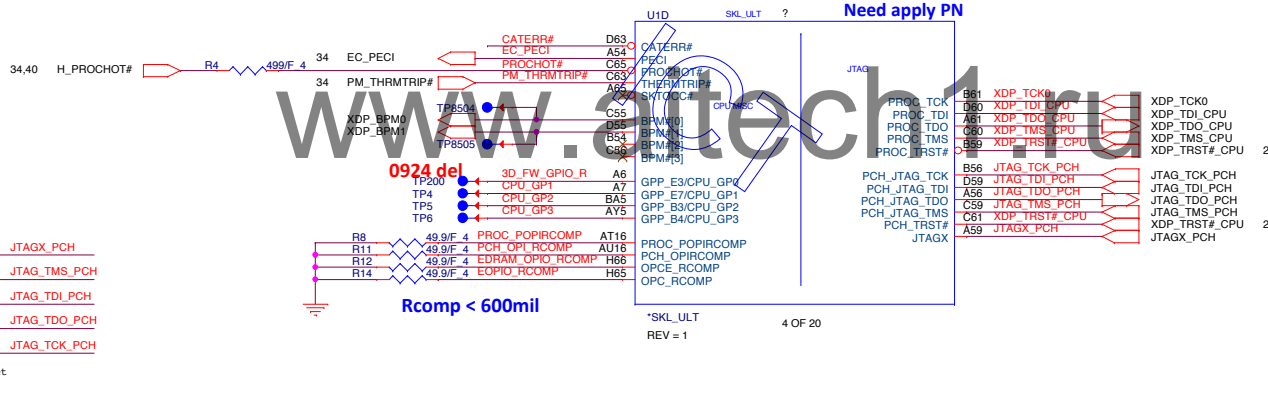 U1D SKL_ULT ? Need apply PN
34,40 H_PROCHOT# R4 499/F_4
34 EC_PECI
34 PM_THRMTRIP#
CATERR# D63 CATERR#
EC_PECI A54 PECI
PROCHOT# C65 PROCHOT#
PM_THRMTRIP# C63 THERMTRIP#
A65 SKTOCC#
www.aitech1.ru
CPU MISC
JTAG
TP8504
XDP_BPM0 C55 BPM#[0]
XDP_BPM1 D55 BPM#[1]
B54 BPM#[2]
TP8505 C56 BPM#[3]
0924 del
TP200 3D_FW_GPIO_R A6 GPP_E3/CPU_GP0
TP4 CPU_GP1 A7 GPP_E7/CPU_GP1
TP5 CPU_GP2 BA5 GPP_B3/CPU_GP2
TP6 CPU_GP3 AY5 GPP_B4/CPU_GP3
R8 49.9/F_4 PROC_POPIRCOMP AT16 PROC_POPIRCOMP
R11 49.9/F_4 PCH_OPI_RCOMP AU16 PCH_OPIRCOMP
R12 49.9/F_4 EDRAM_OPIO_RCOMP H66 OPCE_RCOMP
R14 49.9/F_4 EOPIO_RCOMP H65 OPC_RCOMP
Rcomp < 600mil
PROC_TCK B61 XDP_TCK0 XDP_TCK0
PROC_TDI D60 XDP_TDI_CPU XDP_TDI_CPU
PROC_TDO A61 XDP_TDO_CPU XDP_TDO_CPU
PROC_TMS C60 XDP_TMS_CPU XDP_TMS_CPU
PROC_TRST# B59 XDP_TRST#_CPU XDP_TRST#_CPU 2
PCH_JTAG_TCK B56 JTAG_TCK_PCH JTAG_TCK_PCH
PCH_JTAG_TDI D59 JTAG_TDI_PCH JTAG_TDI_PCH
PCH_JTAG_TDO A56 JTAG_TDO_PCH JTAG_TDO_PCH
PCH_JTAG_TMS C59 JTAG_TMS_PCH JTAG_TMS_PCH
PCH_TRST# C61 XDP_TRST#_CPU XDP_TRST#_CPU 2
JTAGX A59 JTAGX_PCH JTAGX_PCH
JTAGX_PCH
JTAG_TMS_PCH
JTAG_TDI_PCH
JTAG_TDO_PCH
JTAG_TCK_PCH
*SKL_ULT
REV = 1
4 OF 20